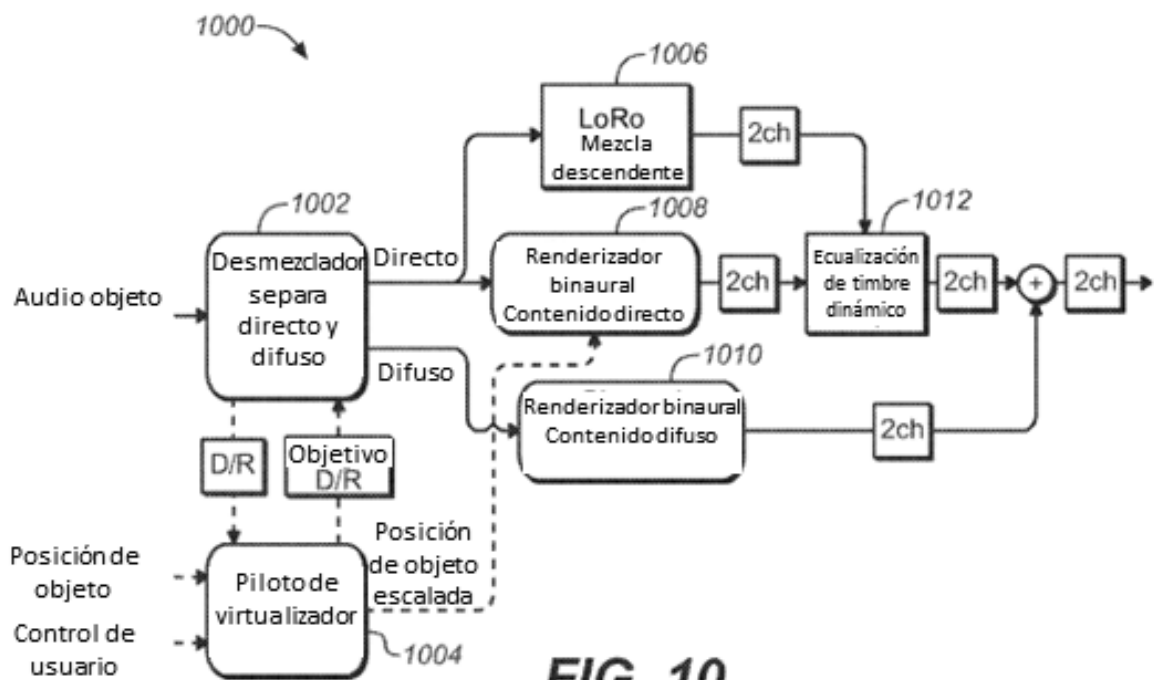 1000
1006
LoRo
Mezcla
descendente
2ch
1002
Desmezclador
separa
directo y
difuso
Audio objeto
Directo
Difuso
1008
Renderizador
binaural
Contenido directo
2ch
1012
Ecualización
de timbre
dinámico
2ch
+
2ch
1010
Renderizador binaural
Contenido difuso
2ch
D/R
Objetivo
D/R
Posición de
objeto
Control de
usuario
Piloto de
virtualizador
1004
Posición
de objeto
escalada
FIG. 10